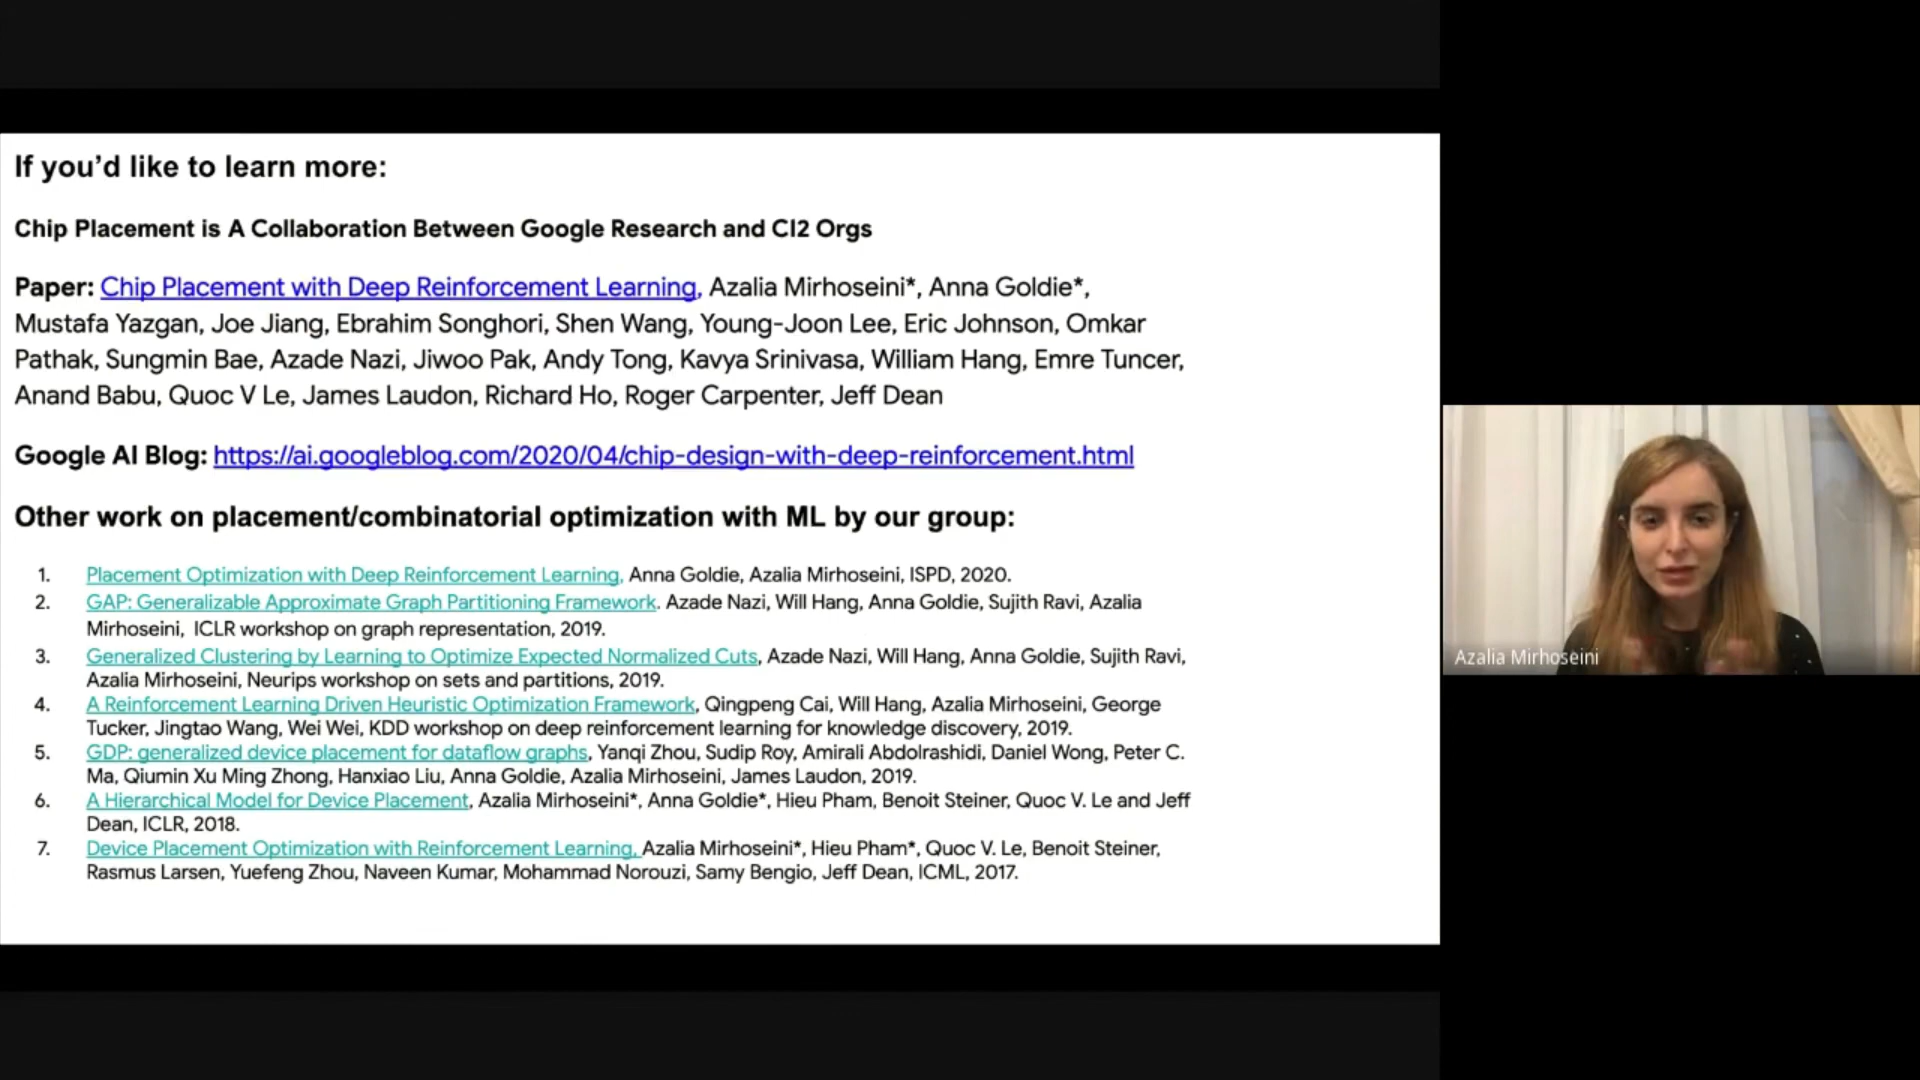 If you’d like to learn more:
Chip Placement is A Collaboration Between Google Research and CI2 Orgs
Paper: Chip Placement with Deep Reinforcement Learning, Azalia Mirhoseini*, Anna Goldie*,
Mustafa Yazgan, Joe Jiang, Ebrahim Songhori, Shen Wang, Young-Joon Lee, Eric Johnson, Omkar
Pathak, Sungmin Bae, Azade Nazi, Jiwoo Pak, Andy Tong, Kavya Srinivasa, William Hang, Emre Tuncer,
Anand Babu, Quoc V Le, James Laudon, Richard Ho, Roger Carpenter, Jeff Dean
Google AI Blog: https://ai.googleblog.com/2020/04/chip-design-with-deep-reinforcement.html
Other work on placement/combinatorial optimization with ML by our group:
1. Placement Optimization with Deep Reinforcement Learning, Anna Goldie, Azalia Mirhoseini, ISPD, 2020.
2. GAP: Generalizable Approximate Graph Partitioning Framework. Azade Nazi, Will Hang, Anna Goldie, Sujith Ravi, Azalia
Mirhoseini, ICLR workshop on graph representation, 2019.
3. Generalized Clustering by Learning to Optimize Expected Normalized Cuts, Azade Nazi, Will Hang, Anna Goldie, Sujith Ravi,
Azalia Mirhoseini, Neurips workshop on sets and partitions, 2019.
4. A Reinforcement Learning Driven Heuristic Optimization Framework, Qingpeng Cai, Will Hang, Azalia Mirhoseini, George
Tucker, Jingtao Wang, Wei Wei, KDD workshop on deep reinforcement learning for knowledge discovery, 2019.
5. GDP: generalized device placement for dataflow graphs, Yanqi Zhou, Sudip Roy, Amirali Abdolrashidi, Daniel Wong, Peter C.
Ma, Qiumin Xu Ming Zhong, Hanxiao Liu, Anna Goldie, Azalia Mirhoseini, James Laudon, 2019.
6. A Hierarchical Model for Device Placement, Azalia Mirhoseini*, Anna Goldie*, Hieu Pham, Benoit Steiner, Quoc V. Le and Jeff
Dean, ICLR, 2018.
7. Device Placement Optimization with Reinforcement Learning, Azalia Mirhoseini*, Hieu Pham*, Quoc V. Le, Benoit Steiner,
Rasmus Larsen, Yuefeng Zhou, Naveen Kumar, Mohammad Norouzi, Samy Bengio, Jeff Dean, ICML, 2017.
Azalia Mirhoseini